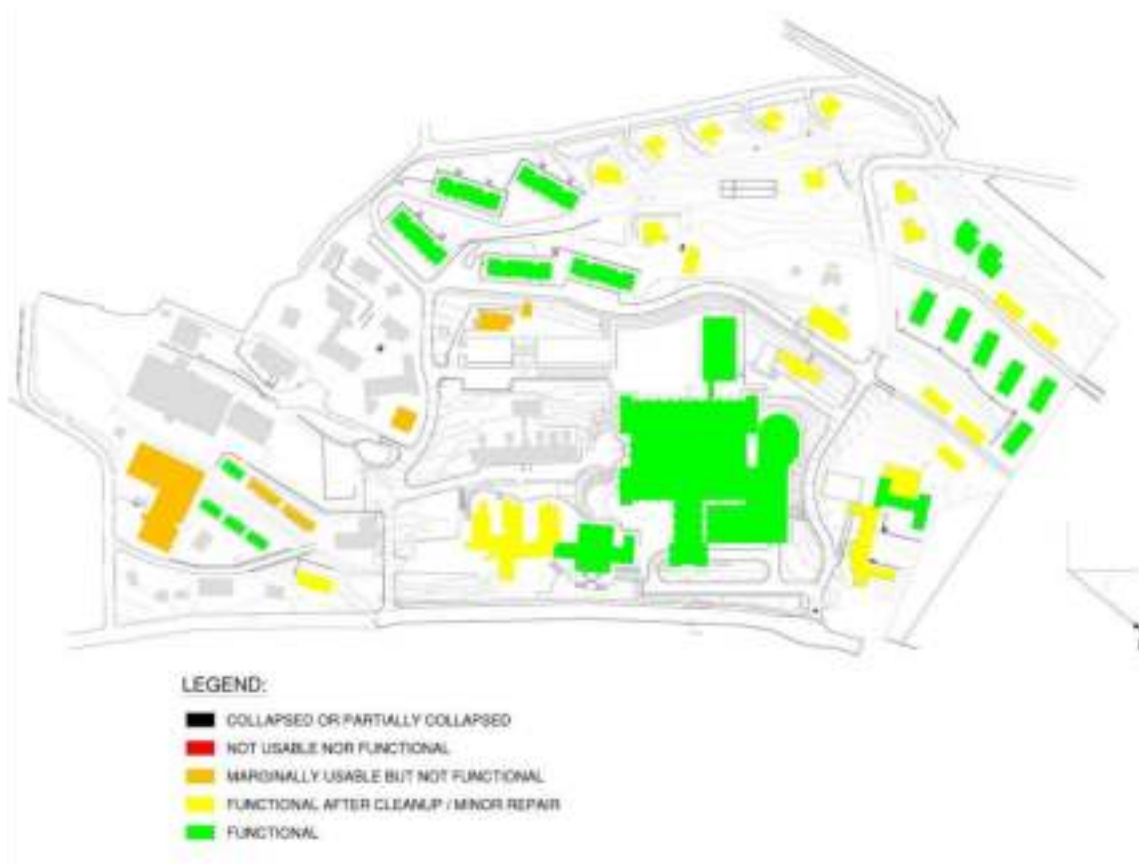 LEGEND:
COLLAPSED OR PARTIALLY COLLAPSED
NOT USABLE NOR FUNCTIONAL
MARGINALLY USABLE BUT NOT FUNCTIONAL
FUNCTIONAL AFTER CLEANUP / MINOR REPAIR
FUNCTIONAL